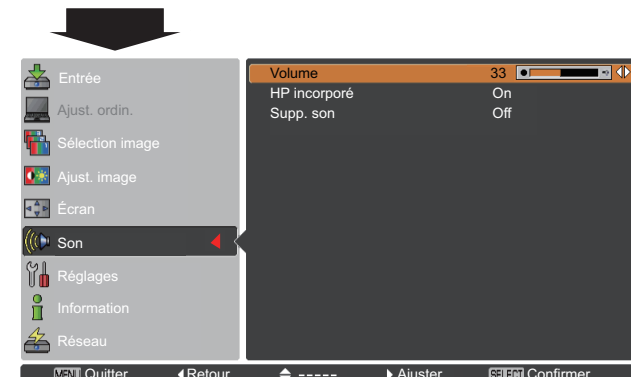 Entrée
Ajust. ordin.
Sélection image
Ajust. image
Écran
Son
Réglages
Information
Réseau
Volume 33
HP incorporé On
Supp. son Off
MENU Quitter Retour ----- Ajuster SELECT Confirmer